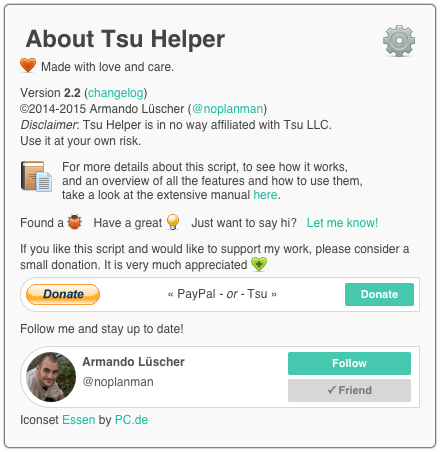 About Tsu Helper
Made with love and care.
Version 2.2 (changelog)
©2014-2015 Armando Lüscher (@noplanman)
Disclaimer: Tsu Helper is in no way affiliated with Tsu LLC.
Use it at your own risk.
For more details about this script, to see how it works,
and an overview of all the features and how to use them,
take a look at the extensive manual here.
Found a Have a great Just want to say hi? Let me know!
If you like this script and would like to support my work, please consider a
small donation. It is very much appreciated
Donate « PayPal - or - Tsu » Donate
Follow me and stay up to date!
Armando Lüscher Follow
@noplanman ✓ Friend
Iconset Essen by PC.de